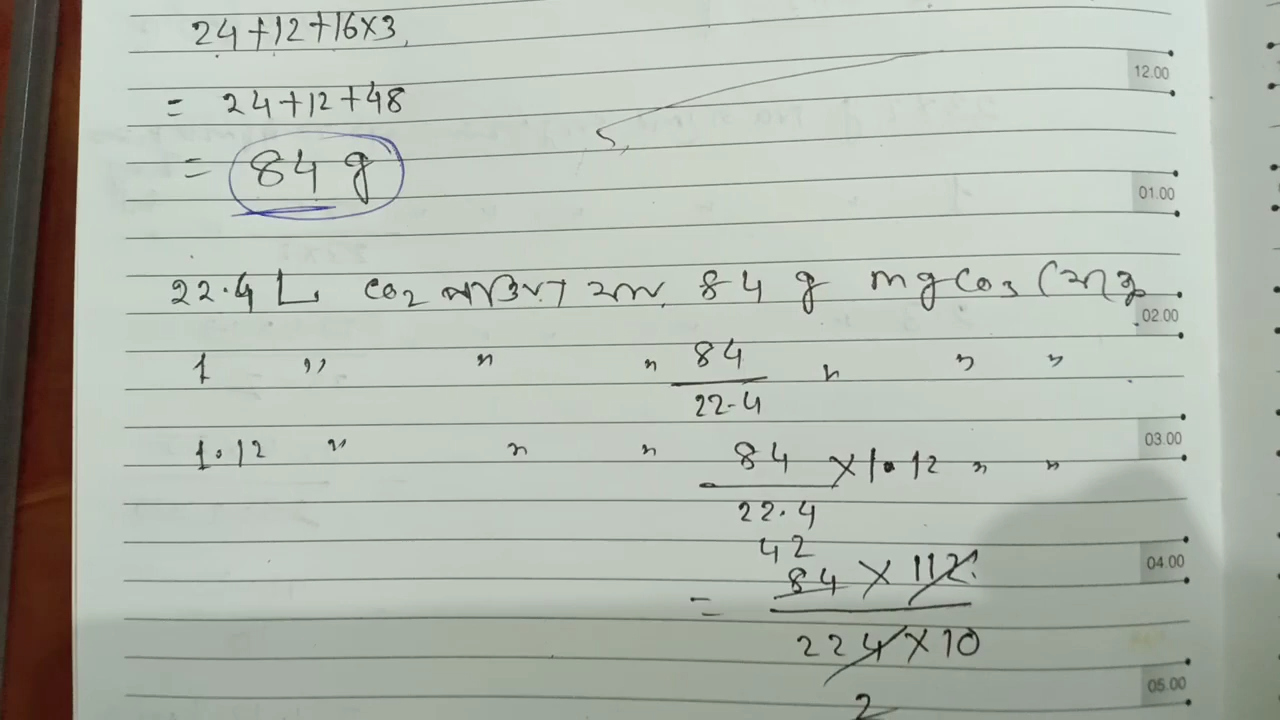 24+12+16×3
= 24+12+48
= 84 g
12.00
01.00
22.4 L CO2 84 g mgCO3
02.00
1 " " " 84/22.4 " " "
1.12 " " " 84/22.4 ×1.12 " "
03.00
42
= 84 × 112 / 224 × 10
04.00
2
05.00